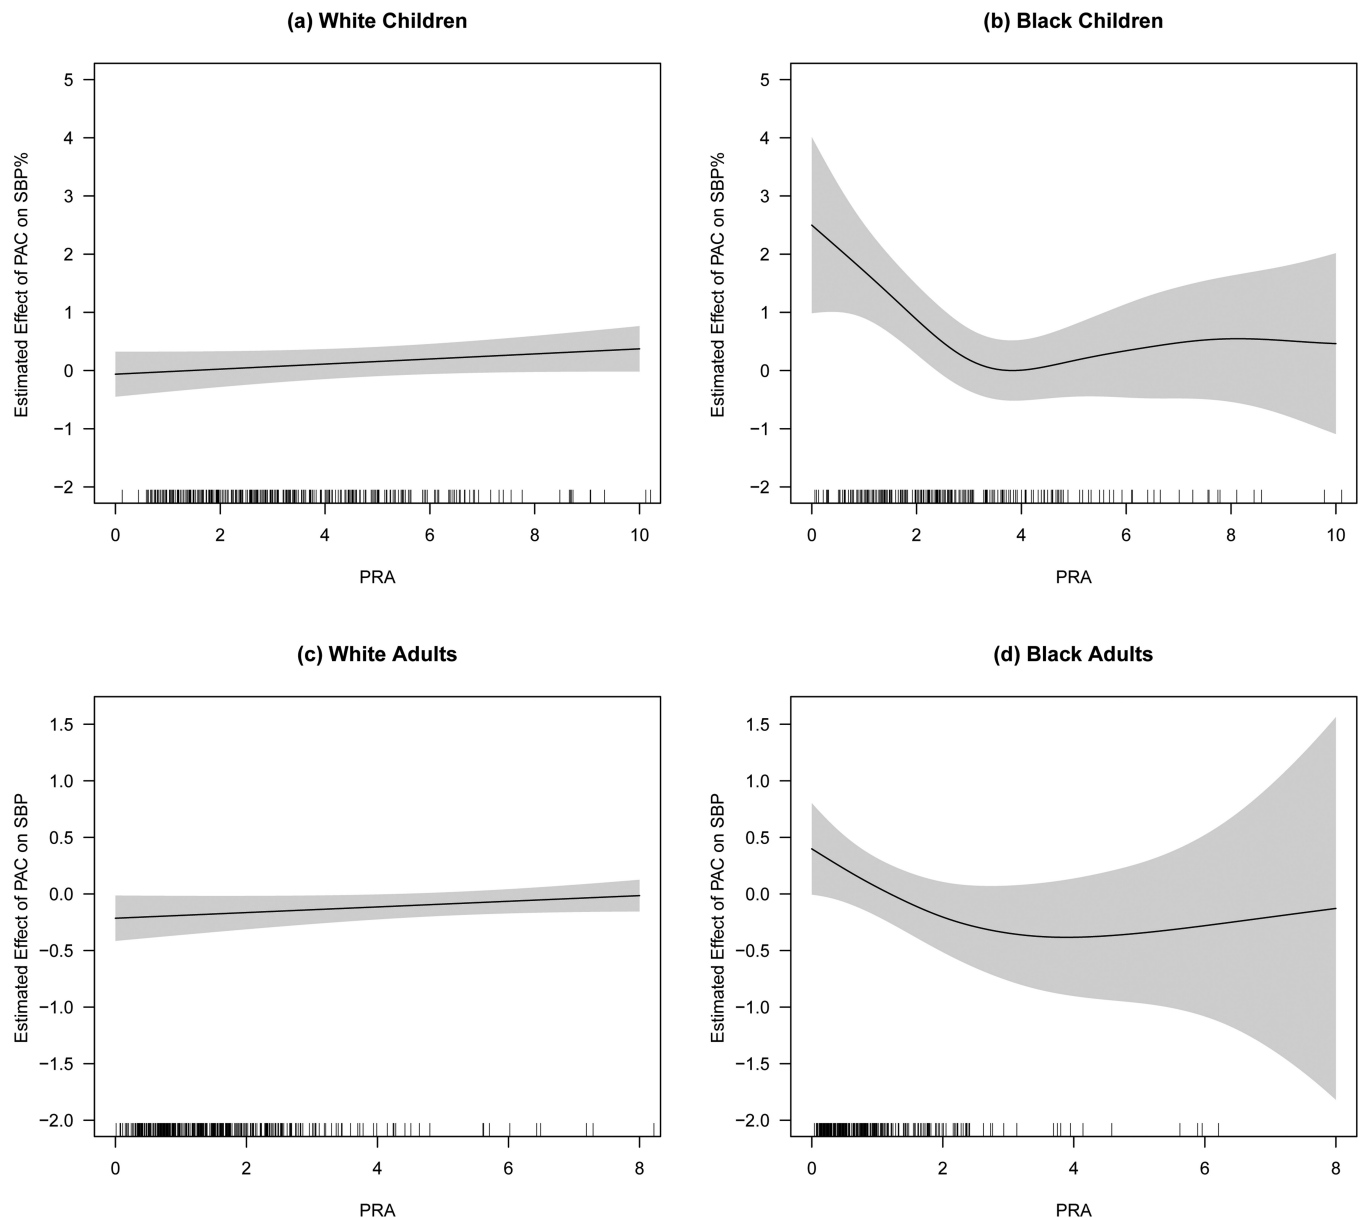 (a) White Children
Estimated Effect of PAC on SBP%
5
4
3
2
1
0
−1
−2
0 2 4 6 8 10
PRA
(b) Black Children
Estimated Effect of PAC on SBP%
5
4
3
2
1
0
−1
−2
0 2 4 6 8 10
PRA
(c) White Adults
Estimated Effect of PAC on SBP
1.5
1.0
0.5
0.0
−0.5
−1.0
−1.5
−2.0
0 2 4 6 8
PRA
(d) Black Adults
Estimated Effect of PAC on SBP
1.5
1.0
0.5
0.0
−0.5
−1.0
−1.5
−2.0
0 2 4 6 8
PRA